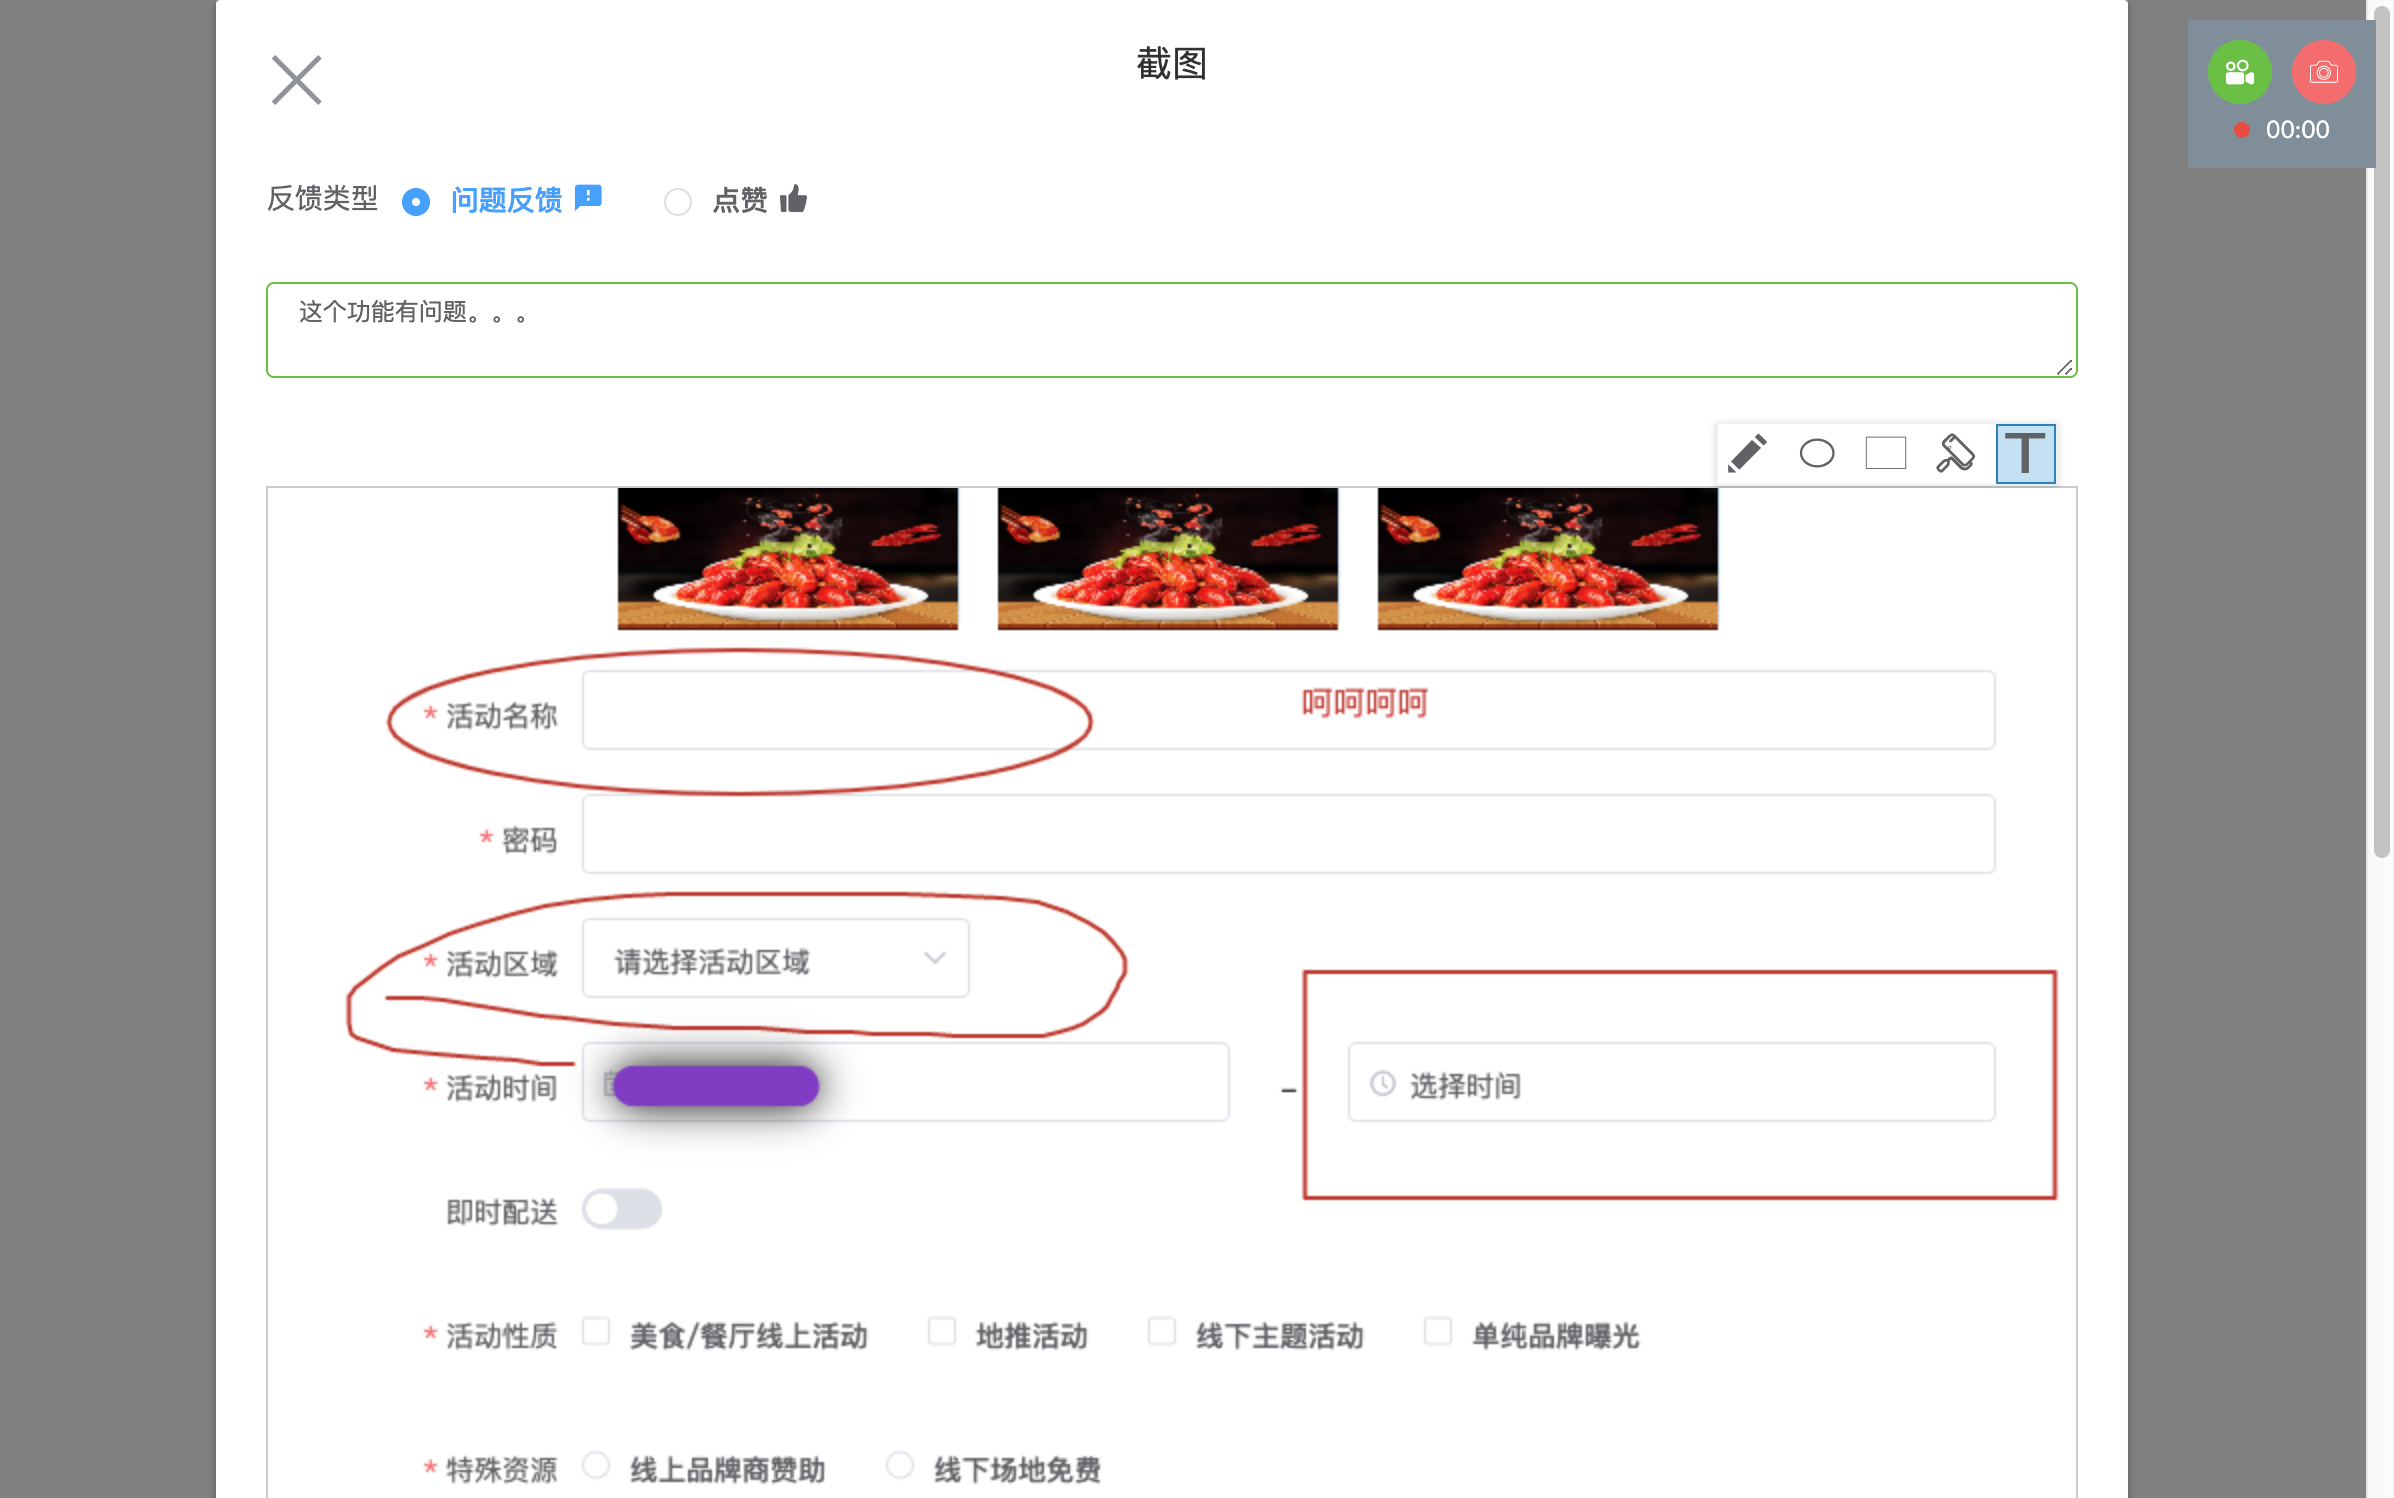 截图
00:00
反馈类型 问题反馈 点赞
这个功能有问题。。。
T
* 活动名称 呵呵呵呵
* 密码
* 活动区域 请选择活动区域
* 活动时间 – 选择时间
即时配送
* 活动性质 美食/餐厅线上活动 地推活动 线下主题活动 单纯品牌曝光
* 特殊资源 线上品牌商赞助 线下场地免费